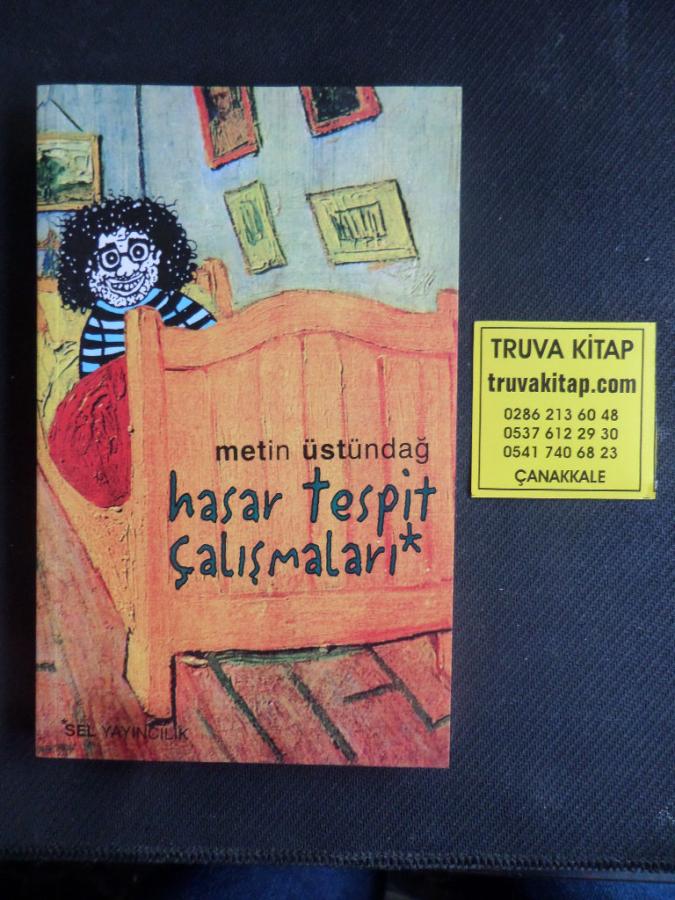 metin üstündağ
hasar tespit
çalışmaları*
*SEL YAYINCILIK
TRUVA KİTAP
truvakitap.com
0286 213 60 48
0537 612 29 30
0541 740 68 23
ÇANAKKALE